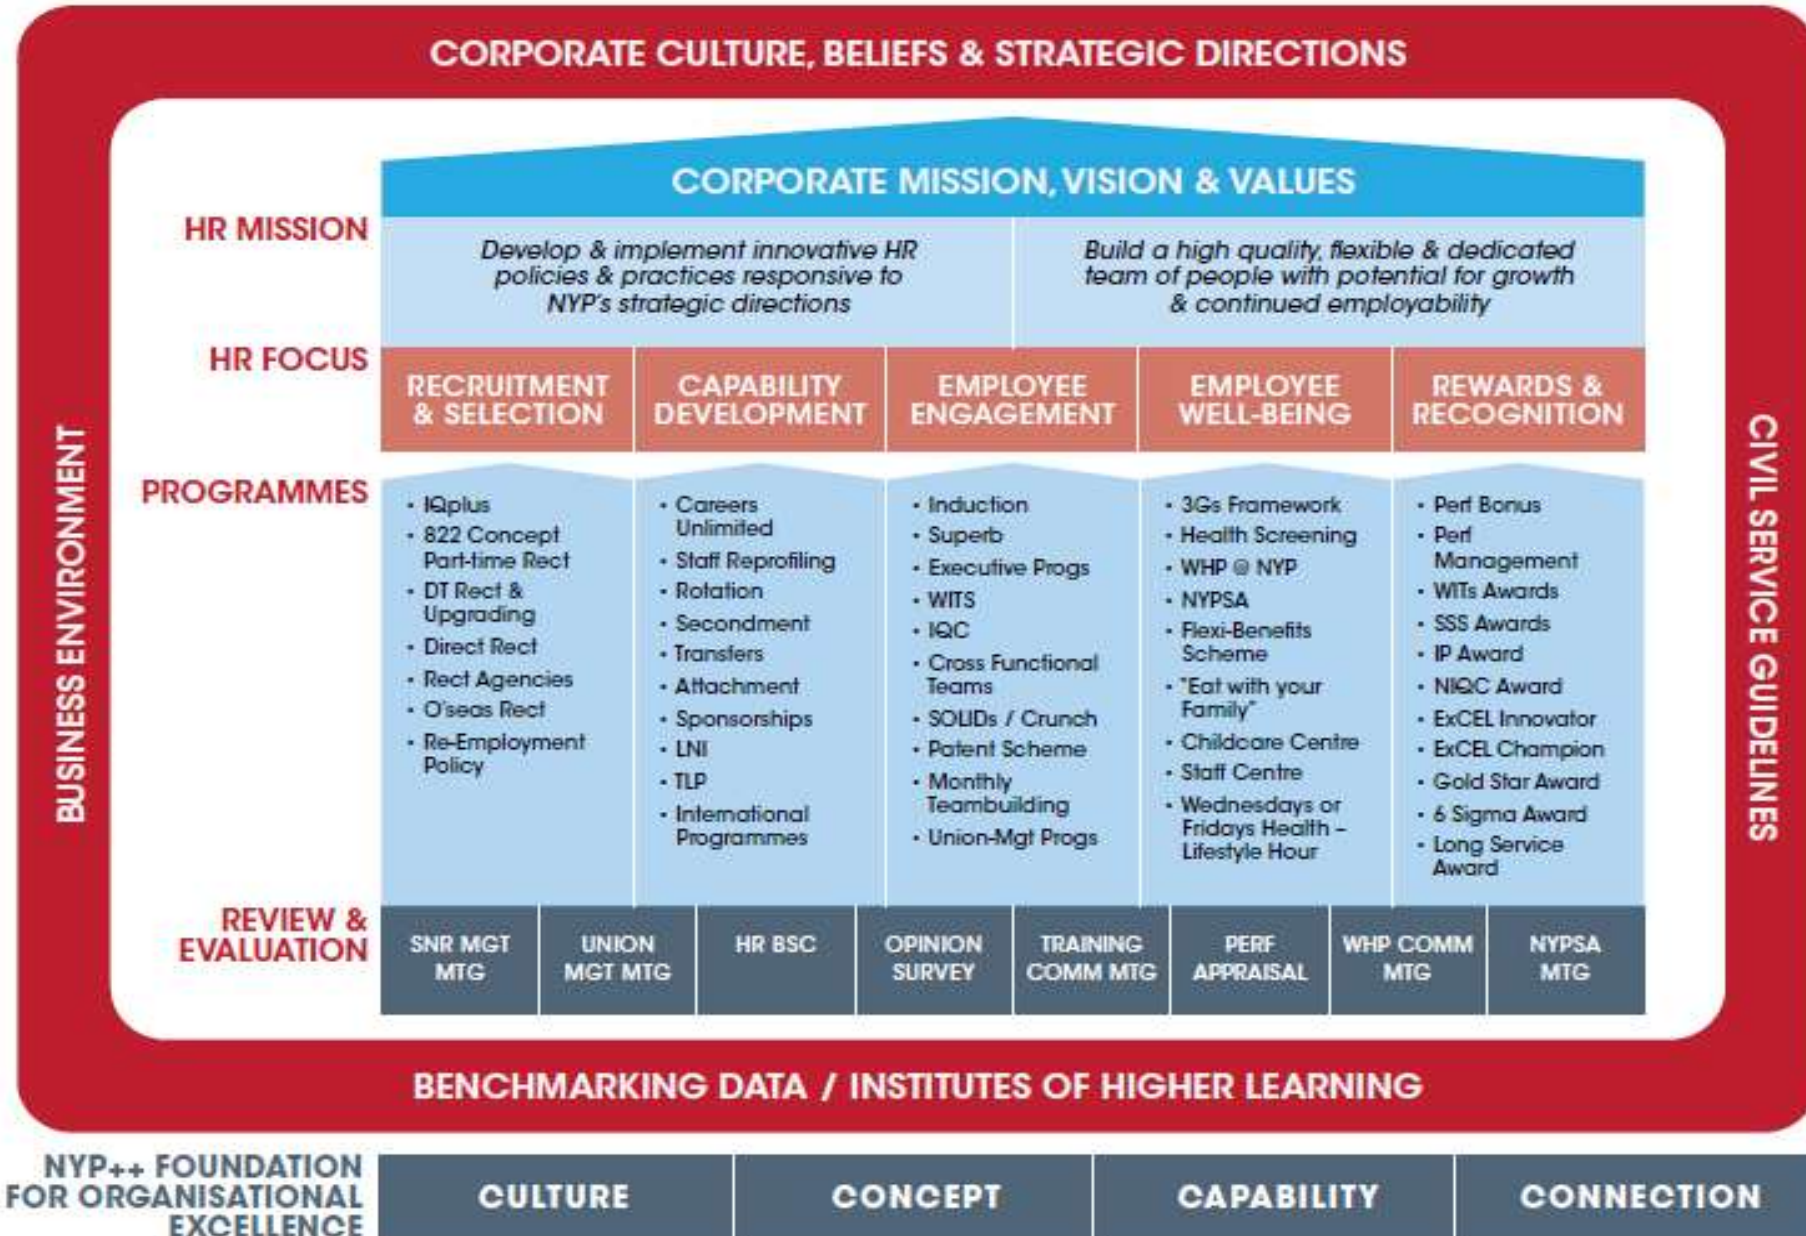 CORPORATE CULTURE, BELIEFS & STRATEGIC DIRECTIONS
BUSINESS ENVIRONMENT
CIVIL SERVICE GUIDELINES
CORPORATE MISSION, VISION & VALUES
HR MISSION
Develop & implement innovative HR
policies & practices responsive to
NYP's strategic directions
Build a high quality, flexible & dedicated
team of people with potential for growth
& continued employability
HR FOCUS
RECRUITMENT
& SELECTION
CAPABILITY
DEVELOPMENT
EMPLOYEE
ENGAGEMENT
EMPLOYEE
WELL-BEING
REWARDS &
RECOGNITION
PROGRAMMES
• IQplus
• 822 Concept
Part-time Rect
• DT Rect &
Upgrading
• Direct Rect
• Rect Agencies
• O'seas Rect
• Re-Employment
Policy
• Careers
Unlimited
• Staff Reprofiling
• Rotation
• Secondment
• Transfers
• Attachment
• Sponsorships
• LNI
• TLP
• International
Programmes
• Induction
• Superb
• Executive Progs
• WITS
• IQC
• Cross Functional
Teams
• SOLIDs / Crunch
• Patent Scheme
• Monthly
Teambuilding
• Union-Mgt Progs
• 3Gs Framework
• Health Screening
• WHP @ NYP
• NYPSA
• Flexi-Benefits
Scheme
• "Eat with your
Family"
• Childcare Centre
• Staff Centre
• Wednesdays or
Fridays Health –
Lifestyle Hour
• Perf Bonus
• Perf
Management
• WITs Awards
• SSS Awards
• IP Award
• NIQC Award
• ExCEL Innovator
• ExCEL Champion
• Gold Star Award
• 6 Sigma Award
• Long Service
Award
REVIEW &
EVALUATION
SNR MGT
MTG
UNION
MGT MTG
HR BSC
OPINION
SURVEY
TRAINING
COMM MTG
PERF
APPRAISAL
WHP COMM
MTG
NYPSA
MTG
BENCHMARKING DATA / INSTITUTES OF HIGHER LEARNING
NYP++ FOUNDATION
FOR ORGANISATIONAL
EXCELLENCE
CULTURE
CONCEPT
CAPABILITY
CONNECTION